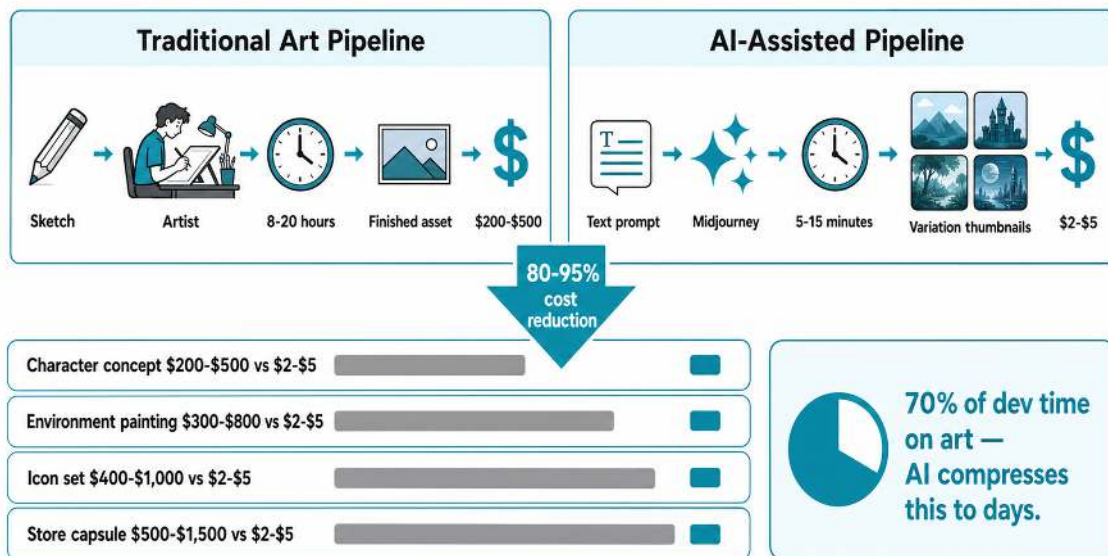 Traditional Art Pipeline
Sketch
Artist
8-20 hours
Finished asset
$
$200-$500
AI-Assisted Pipeline
T
Text prompt
Midjourney
5-15 minutes
Variation thumbnails
$
$2-$5
80-95%
cost
reduction
Character concept $200-$500 vs $2-$5
Environment painting $300-$800 vs $2-$5
Icon set $400-$1,000 vs $2-$5
Store capsule $500-$1,500 vs $2-$5
70% of dev time
on art —
AI compresses
this to days.